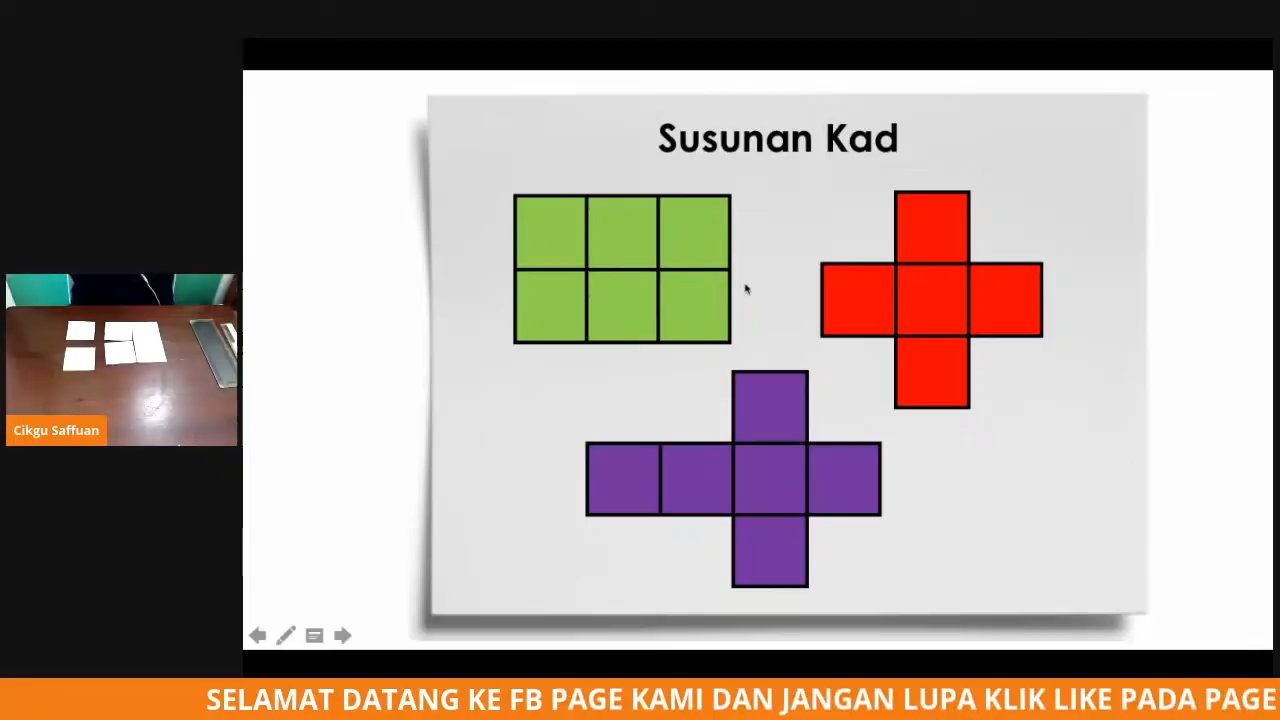 Susunan Kad
Cikgu Saffuan
SELAMAT DATANG KE FB PAGE KAMI DAN JANGAN LUPA KLIK LIKE PADA PAGE